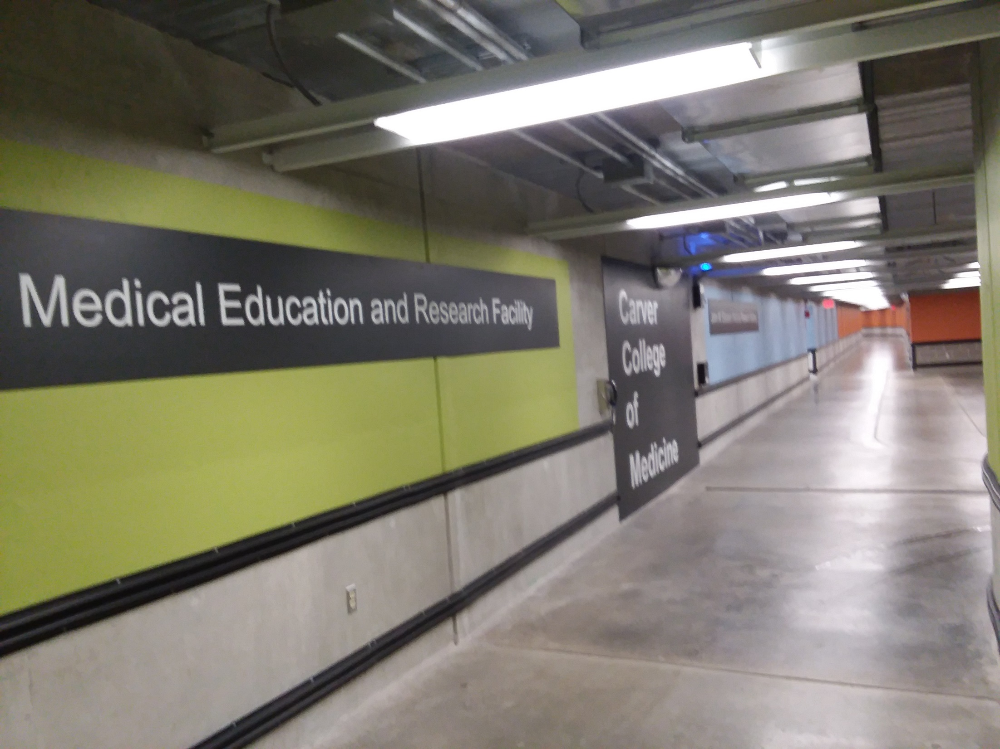 Medical Education and Research Facility
Carver
College
of
Medicine